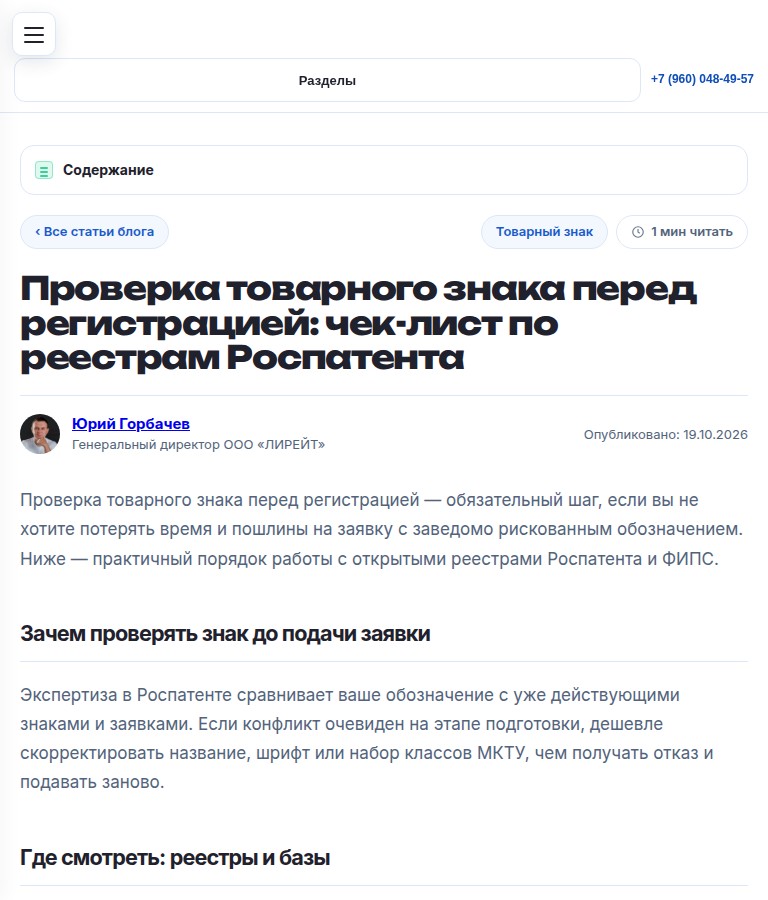 Разделы
+7 (960) 048-49-57
Содержание
‹ Все статьи блога
Товарный знак
1 мин читать
Проверка товарного знака перед
регистрацией: чек-лист по
реестрам Роспатента
Юрий Горбачев
Генеральный директор ООО «ЛИРЕЙТ»
Опубликовано: 19.10.2026
Проверка товарного знака перед регистрацией — обязательный шаг, если вы не
хотите потерять время и пошлины на заявку с заведомо рискованным обозначением.
Ниже — практичный порядок работы с открытыми реестрами Роспатента и ФИПС.
Зачем проверять знак до подачи заявки
Экспертиза в Роспатенте сравнивает ваше обозначение с уже действующими
знаками и заявками. Если конфликт очевиден на этапе подготовки, дешевле
скорректировать название, шрифт или набор классов МКТУ, чем получать отказ и
подавать заново.
Где смотреть: реестры и базы